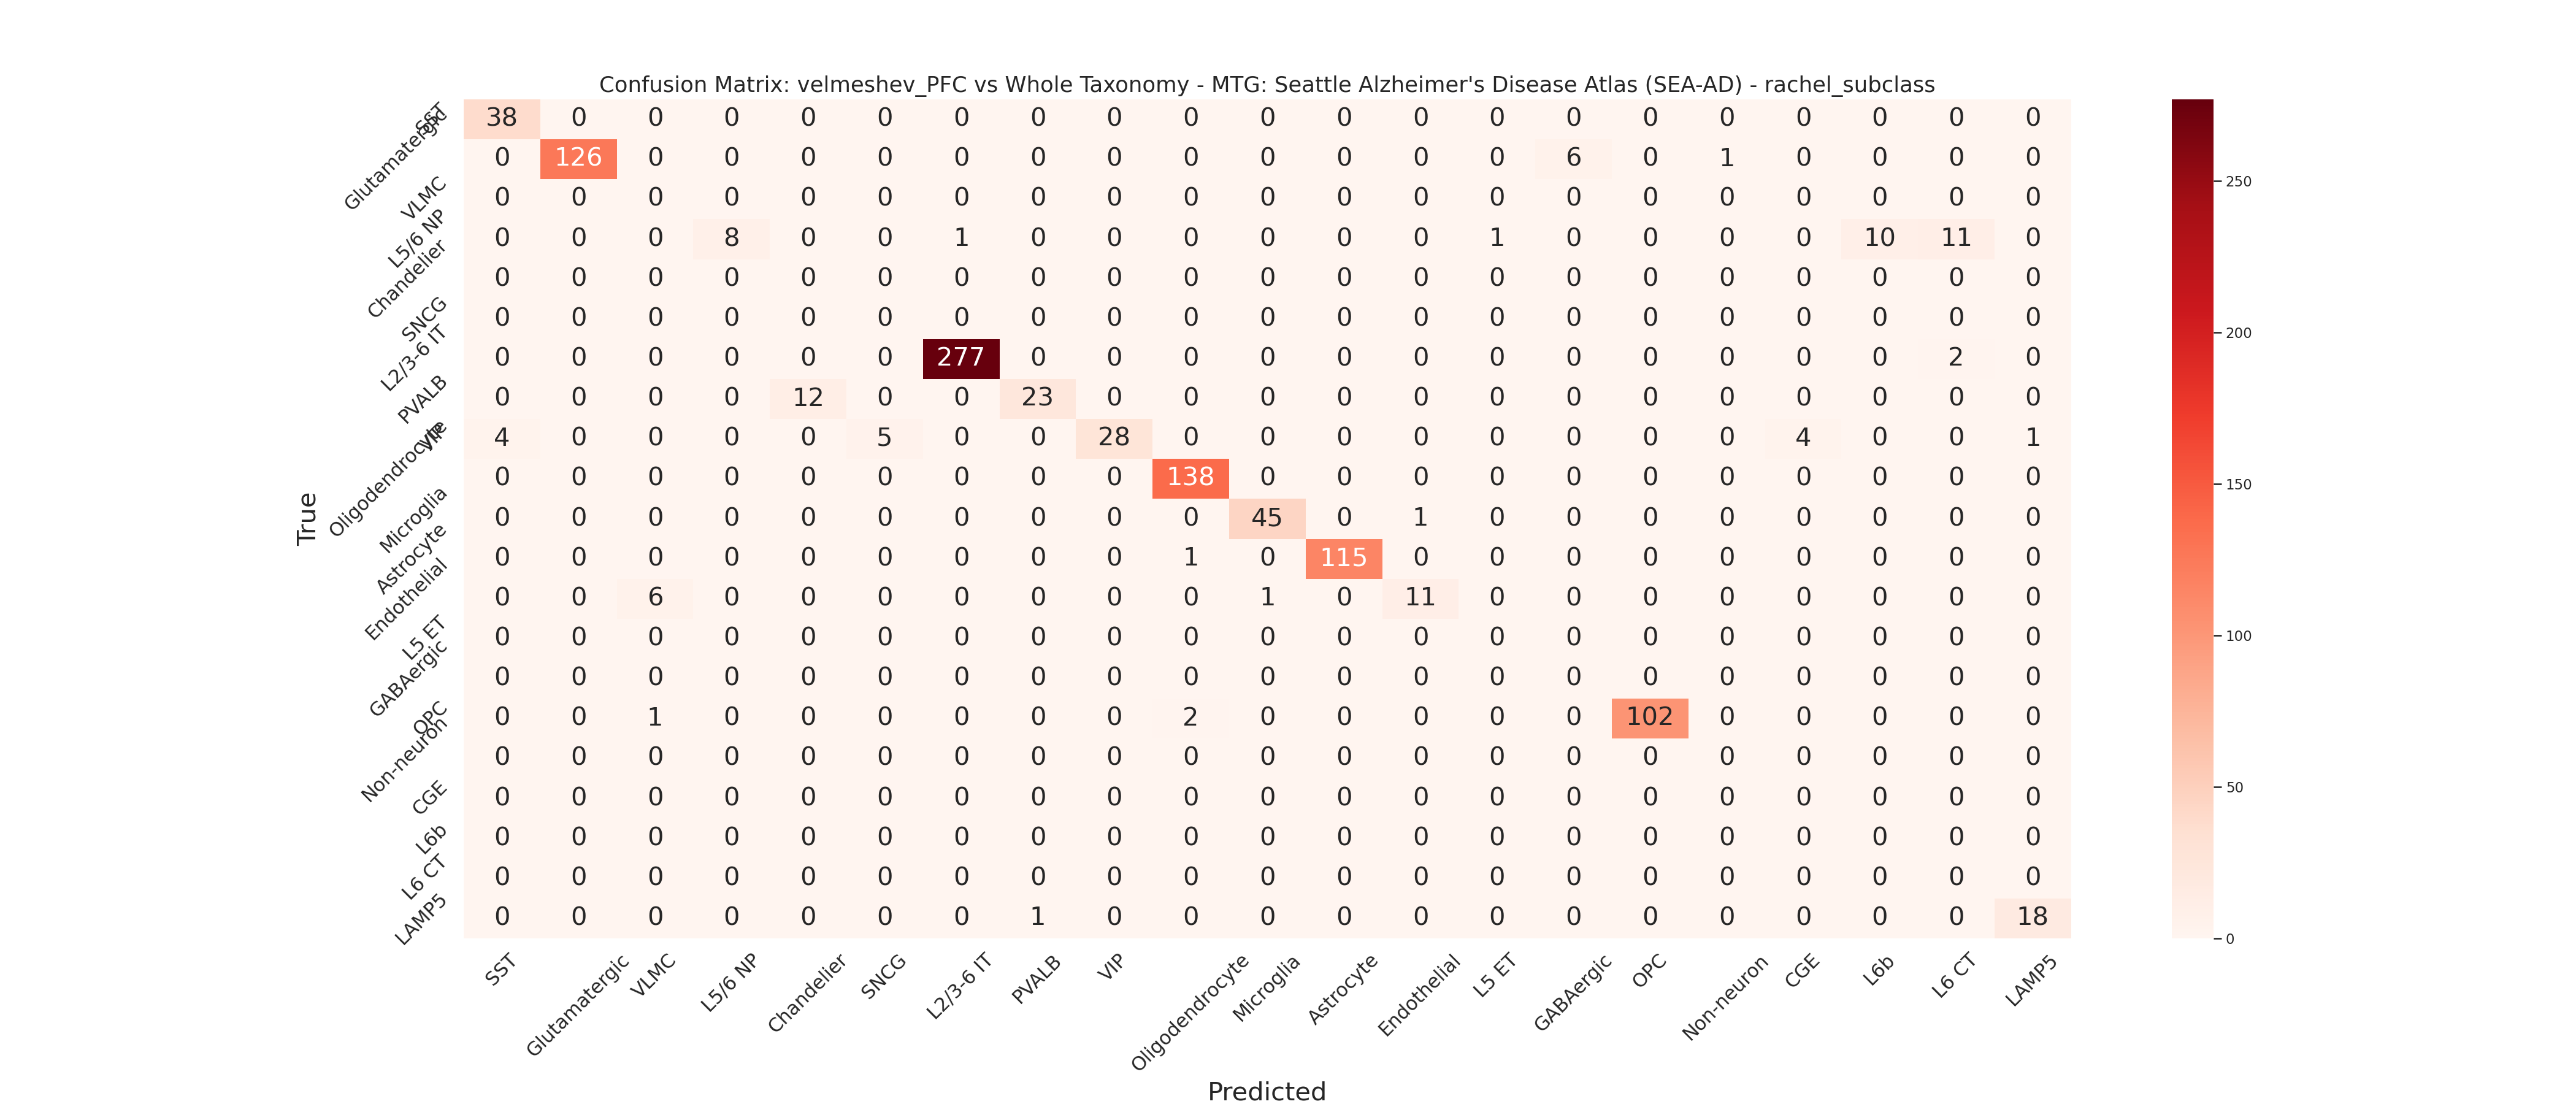 Confusion Matrix: velmeshev_PFC vs Whole Taxonomy - MTG: Seattle Alzheimer's Disease Atlas (SEA-AD) - rachel_subclass
SST 38 0 0 0 0 0 0 0 0 0 0 0 0 0 0 0 0 0 0 0 0
Glutamatergic 0 126 0 0 0 0 0 0 0 0 0 0 0 0 6 0 1 0 0 0 0
VLMC 0 0 0 0 0 0 0 0 0 0 0 0 0 0 0 0 0 0 0 0 0
L5/6 NP 0 0 0 8 0 0 1 0 0 0 0 0 0 1 0 0 0 0 10 11 0
Chandelier 0 0 0 0 0 0 0 0 0 0 0 0 0 0 0 0 0 0 0 0 0
SNCG 0 0 0 0 0 0 0 0 0 0 0 0 0 0 0 0 0 0 0 0 0
L2/3-6 IT 0 0 0 0 0 0 277 0 0 0 0 0 0 0 0 0 0 0 0 2 0
PVALB 0 0 0 0 12 0 0 23 0 0 0 0 0 0 0 0 0 0 0 0 0
VIP 4 0 0 0 0 5 0 0 28 0 0 0 0 0 0 0 0 4 0 0 1
Oligodendrocyte 0 0 0 0 0 0 0 0 0 138 0 0 0 0 0 0 0 0 0 0 0
Microglia 0 0 0 0 0 0 0 0 0 0 45 0 1 0 0 0 0 0 0 0 0
Astrocyte 0 0 0 0 0 0 0 0 0 1 0 115 0 0 0 0 0 0 0 0 0
Endothelial 0 0 6 0 0 0 0 0 0 0 1 0 11 0 0 0 0 0 0 0 0
L5 ET 0 0 0 0 0 0 0 0 0 0 0 0 0 0 0 0 0 0 0 0 0
GABAergic 0 0 0 0 0 0 0 0 0 0 0 0 0 0 0 0 0 0 0 0 0
OPC 0 0 1 0 0 0 0 0 0 2 0 0 0 0 0 102 0 0 0 0 0
Non-neuron 0 0 0 0 0 0 0 0 0 0 0 0 0 0 0 0 0 0 0 0 0
CGE 0 0 0 0 0 0 0 0 0 0 0 0 0 0 0 0 0 0 0 0 0
L6b 0 0 0 0 0 0 0 0 0 0 0 0 0 0 0 0 0 0 0 0 0
L6 CT 0 0 0 0 0 0 0 0 0 0 0 0 0 0 0 0 0 0 0 0 0
LAMP5 0 0 0 0 0 0 0 1 0 0 0 0 0 0 0 0 0 0 0 0 18
True
SST Glutamatergic VLMC L5/6 NP Chandelier SNCG L2/3-6 IT PVALB VIP Oligodendrocyte Microglia Astrocyte Endothelial L5 ET GABAergic OPC Non-neuron CGE L6b L6 CT LAMP5
Predicted
250
200
150
100
50
0